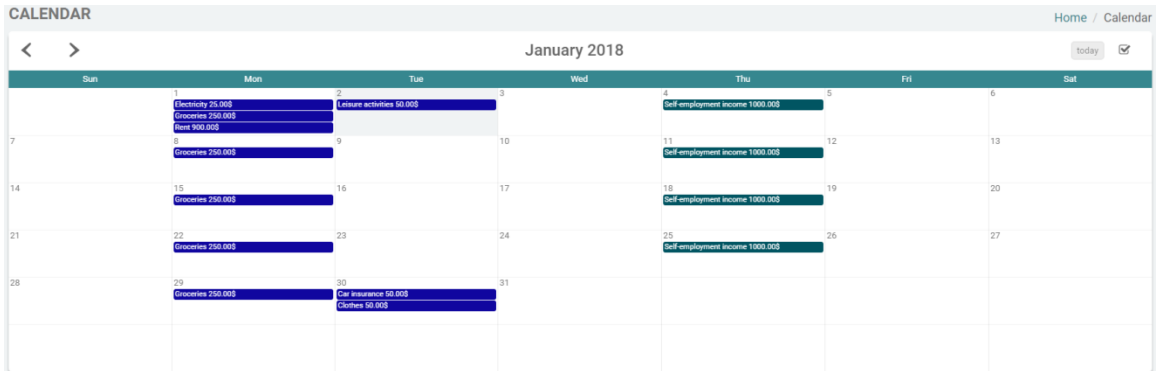 CALENDAR
Home / Calendar
January 2018
today
Sun Mon Tue Wed Thu Fri Sat
1 2 3 4 5 6
Electricity 25.00$ Leisure activities 50.00$ Self-employment income 1000.00$
Groceries 250.00$
Rent 900.00$
7 8 9 10 11 12 13
Groceries 250.00$ Self-employment income 1000.00$
14 15 16 17 18 19 20
Groceries 250.00$ Self-employment income 1000.00$
21 22 23 24 25 26 27
Groceries 250.00$ Self-employment income 1000.00$
28 29 30 31
Groceries 250.00$ Car insurance 50.00$
Clothes 50.00$